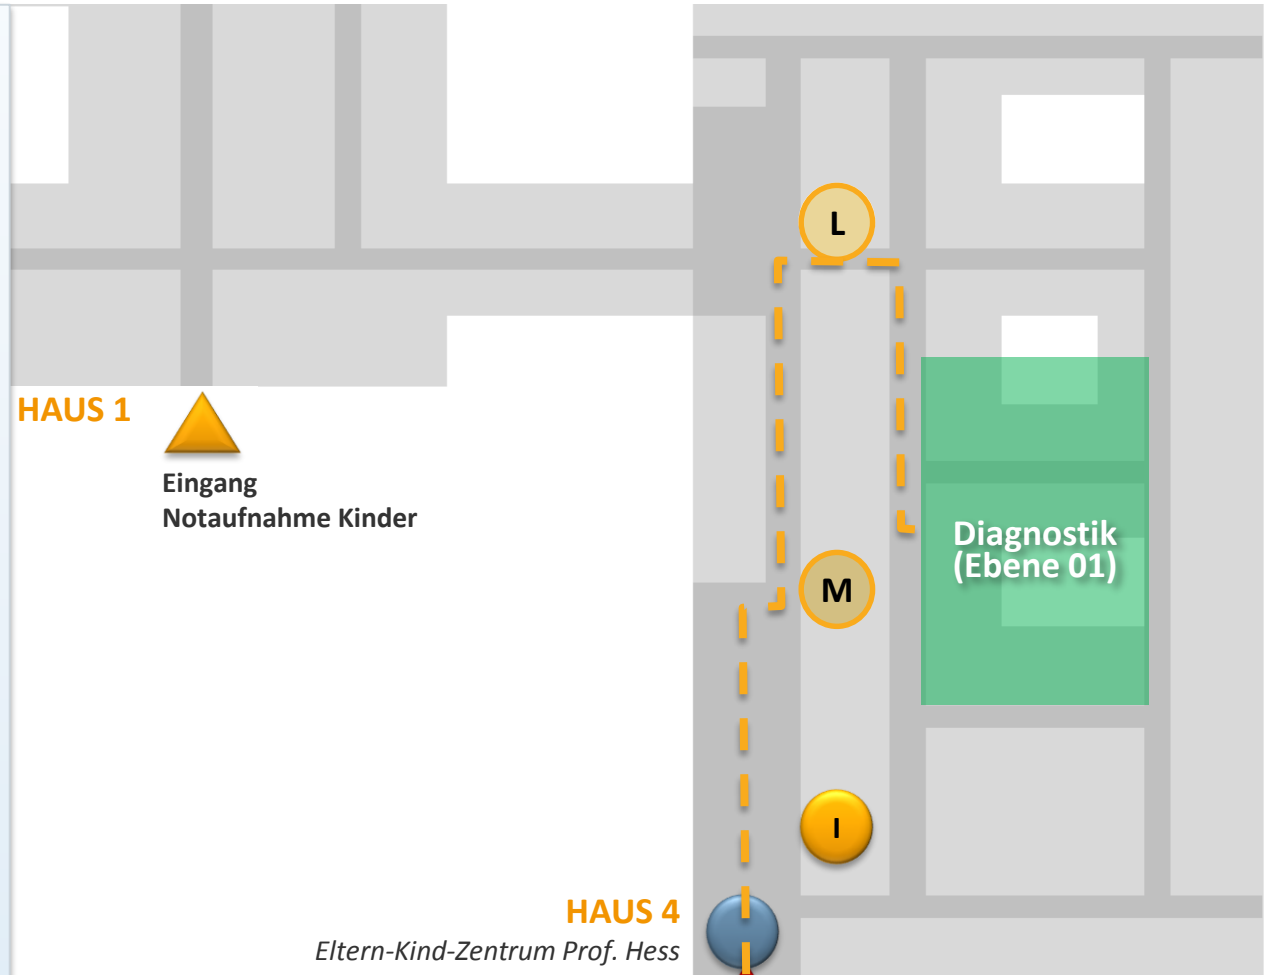 L
HAUS 1
Eingang
Notaufnahme Kinder
Diagnostik
(Ebene 01)
M
I
HAUS 4
Eltern-Kind-Zentrum Prof. Hess